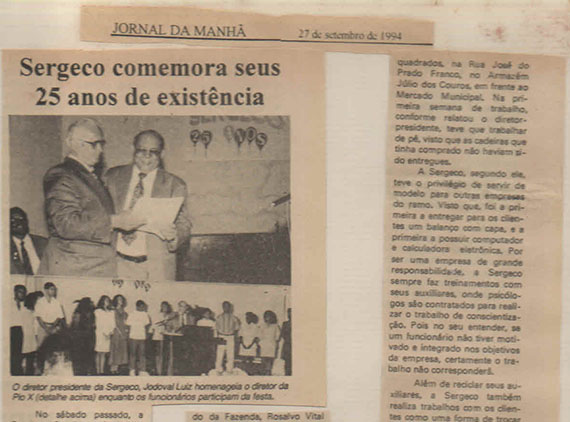 JORNAL DA MANHÃ
27 de setembro de 1994
Sergeco comemora seus
25 anos de existência
SERGECO
25 ANOS
O diretor presidente da Sergeco, Jodoval Luiz homenageia o diretor da
Pio X (detalhe acima) enquanto os funcionários participam da festa.
No sábado passado, a
do da Fazenda, Rosalvo Vital
quadrados, na Rua José do
Prado Franco, no Armazém
Júlio dos Couros, em frente ao
Mercado Municipal. Na pri-
meira semana de trabalho,
conforme relatou o diretor-
presidente, teve que trabalhar
de pé, visto que as cadeiras que
tinha comprado não haviam si-
do entregues.
A Sergeco, segundo ele,
teve o privilégio de servir de
modelo para outras empresas
do ramo. Visto que, foi a pri-
meira a entregar para os clien-
tes um balanço com capa, e a
primeira a possuir computador
e calculadora eletrônica. Por
ser uma empresa de grande
responsabilidade, a Sergeco
sempre faz treinamentos com
seus auxiliares, onde psicólo-
gos são contratados para reali-
zar o trabalho de conscientiza-
ção. Pois no seu entender, se
um funcionário não tiver moti-
vado e integrado nos objetivos
da empresa, certamente o tra-
balho não corresponderá.
Além de reciclar seus au-
xiliares, a Sergeco também
realiza trabalhos com os clien-
tes como uma forma de trocar